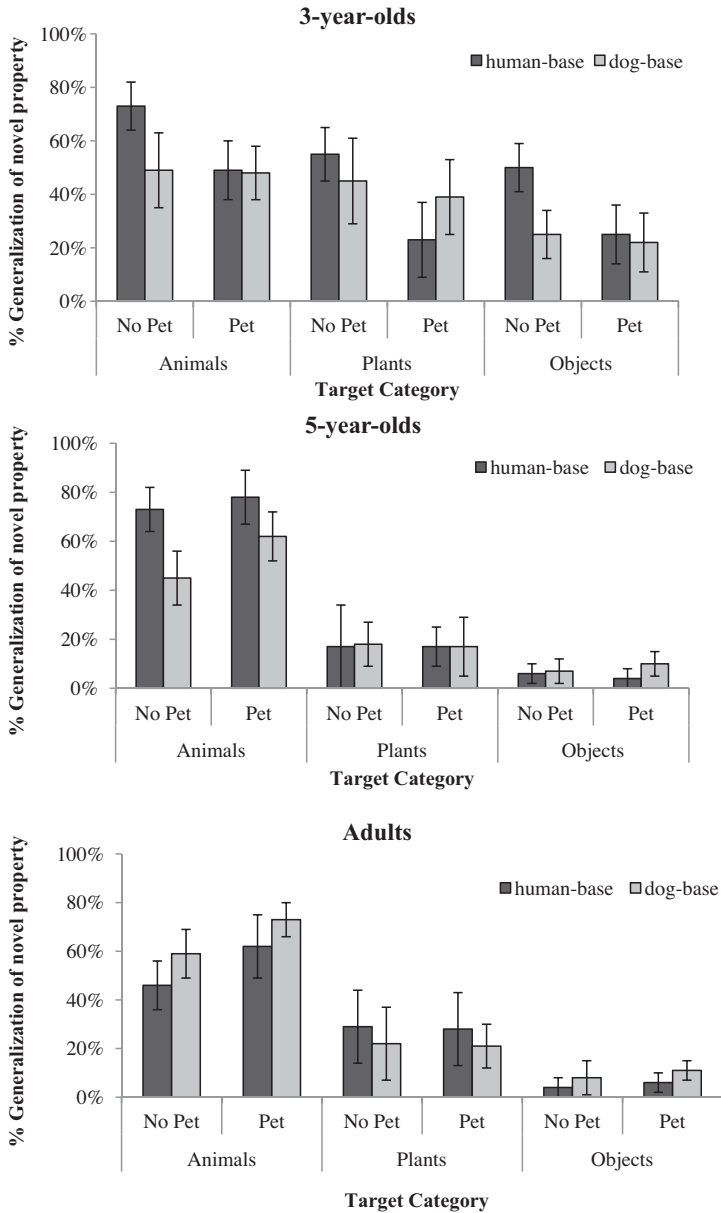 3-year-olds
100%
80%
60%
40%
20%
0%
% Generalization of novel property
human-base dog-base
No Pet Pet No Pet Pet No Pet Pet
Animals Plants Objects
Target Category
5-year-olds
100%
80%
60%
40%
20%
0%
% Generalization of novel property
human-base dog-base
No Pet Pet No Pet Pet No Pet Pet
Animals Plants Objects
Target Category
Adults
100%
80%
60%
40%
20%
0%
% Generalization of novel property
human-base dog-base
No Pet Pet No Pet Pet No Pet Pet
Animals Plants Objects
Target Category